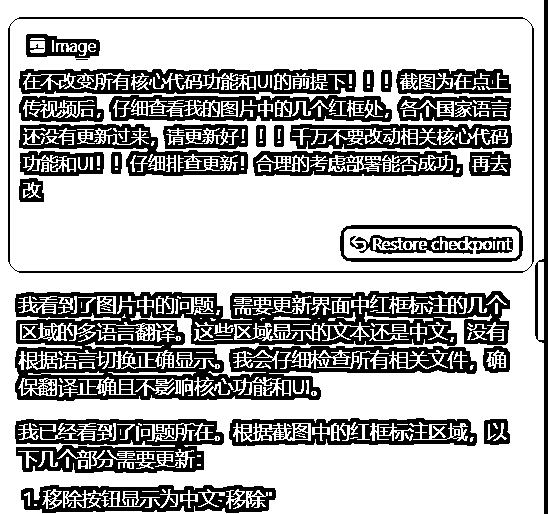 Image
在不改变所有核心代码功能和UI的前提下！！！截图为在点上
传视频后，仔细查看我的图片中的几个红框处，各个国家语言
还没有更新过来，请更新好！！！千万不要改动相关核心代码
功能和UI！！仔细排查更新！合理的考虑部署能否成功，再去
改
Restore checkpoint
我看到了图片中的问题，需要更新界面中红框标注的几个
区域的多语言翻译。这些区域显示的文本还是中文，没有
根据语言切换正确显示。我会仔细检查所有相关文件，确
保翻译正确且不影响核心功能和UI。
我已经看到了问题所在。根据截图中的红框标注区域，以
下几个部分需要更新：
1. 移除按钮显示为中文"移除"